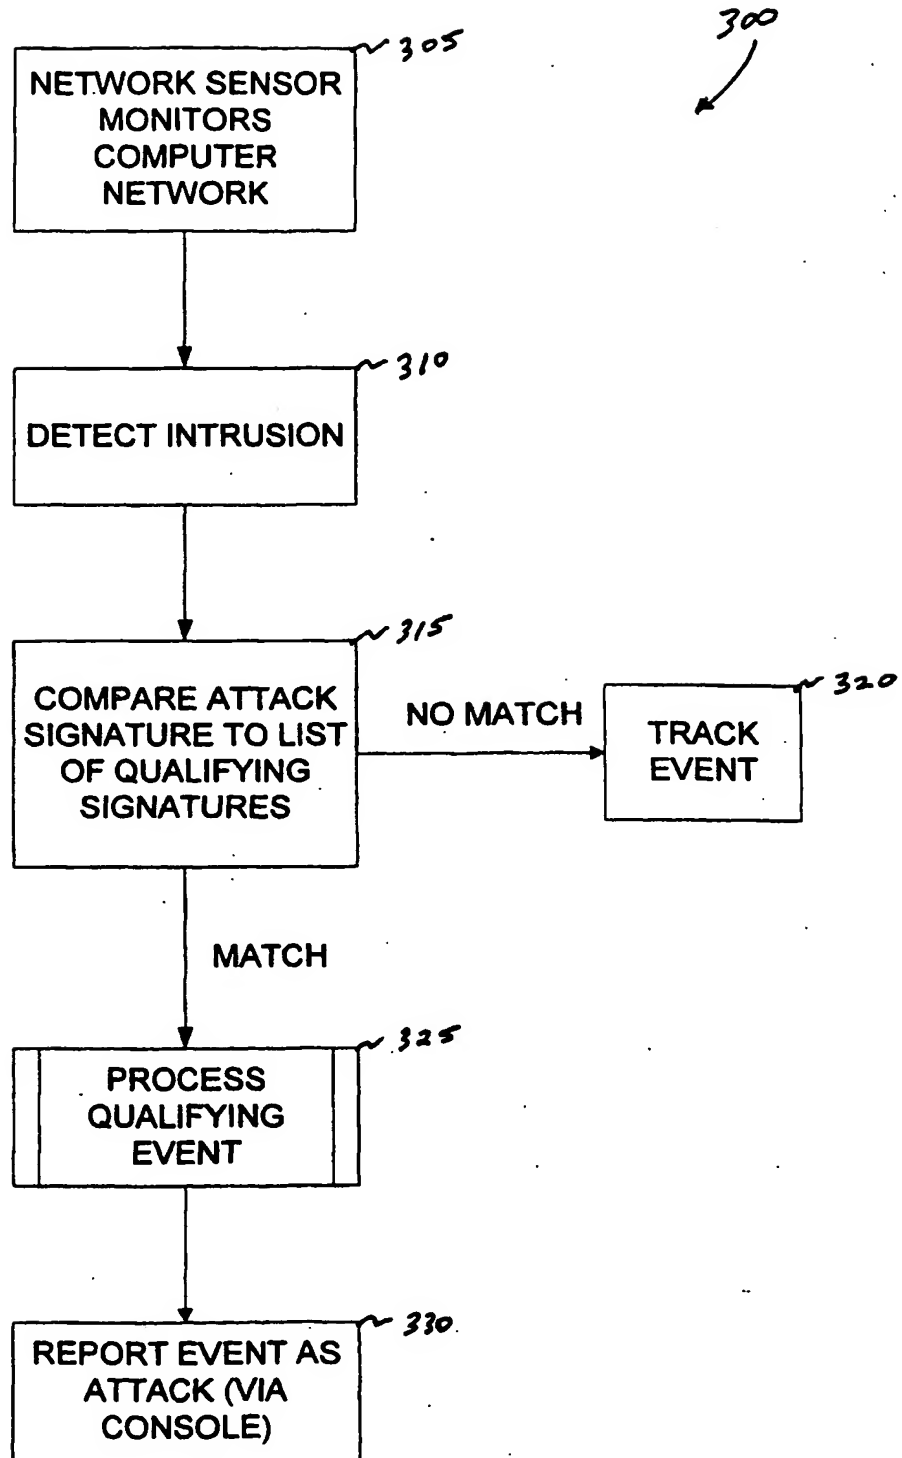 300
305
NETWORK SENSOR
MONITORS
COMPUTER
NETWORK
310
DETECT INTRUSION
315
COMPARE ATTACK
SIGNATURE TO LIST
OF QUALIFYING
SIGNATURES
NO MATCH
320
TRACK
EVENT
MATCH
325
PROCESS
QUALIFYING
EVENT
330
REPORT EVENT AS
ATTACK (VIA
CONSOLE)